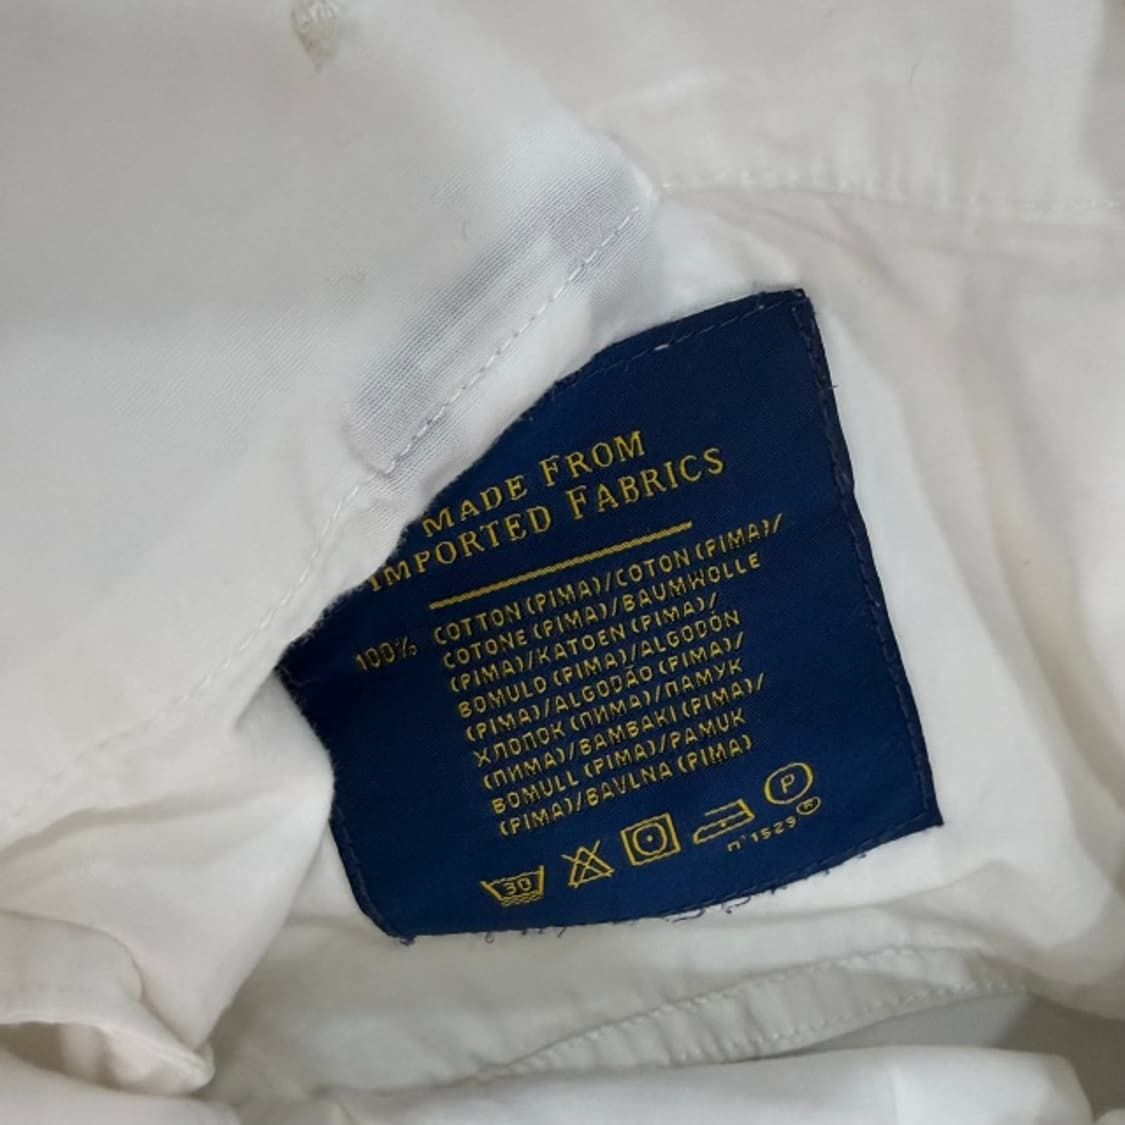 MADE FROM
IMPORTED FABRICS
100% COTTON (PIMA)/COTON (PIMA)/
COTONE (PIMA)/BAUMWOLLE
(PIMA)/KATOEN (PIMA)/
BOMULD (PIMA)/ALGODÓN
(PIMA)/ALGODÃO (PIMA)/
ХЛОПОК (ПИМА)/ПАМУК
(ПИМА)/BAMBAKI (PIMA)/
BOMULL (PIMA)/PAMUK
(PIMA)/BAVLNA (PIMA)
30
P
n°1529®